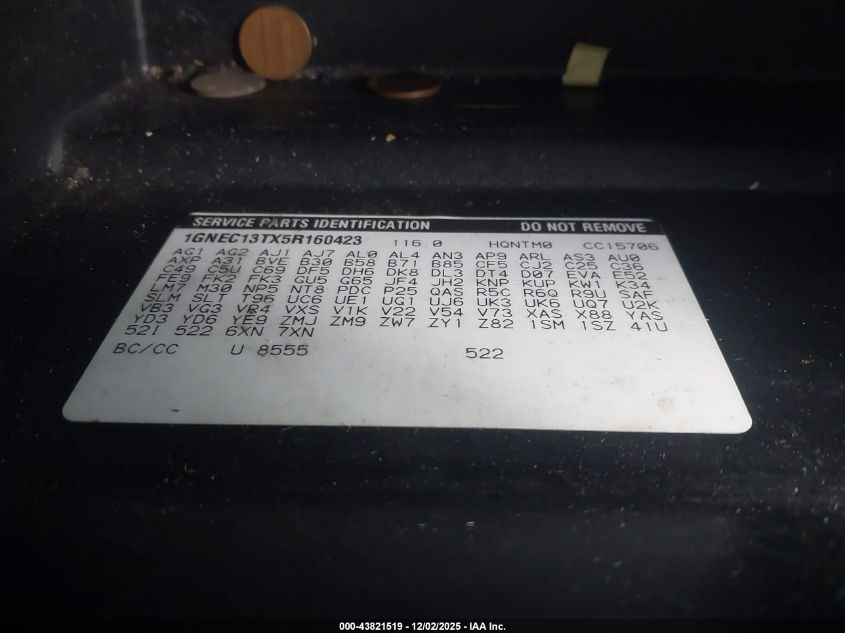 SERVICE PARTS IDENTIFICATION DO NOT REMOVE
1GNEC13TX5R160423 116.0 HQNTM0 CC15706
AG1 AG2 AJ1 AJ7 AL0 AL4 AN3 AP9 ARL AS3 AU0
AXP A31 BVE B30 B58 B71 B85 CF5 CJ2 C25 C36
C49 C5U C69 DF5 DH6 DK8 DL3 DT4 D07 EVA E52
FE9 FK2 FK3 GU5 G65 JF4 JH2 KNP KUP KW1 K34
LM7 M30 NP5 NT8 PDC P25 QAS R5C R6Q R9U SAF
SLM SLT T96 UC6 UE1 UG1 UJ6 UK3 UK6 UQ7 U2K
VB3 VG3 VR4 VXS V1K V22 V54 V73 XAS X88 YAS
YD3 YD6 YE9 ZMJ ZM9 ZW7 ZY1 Z82 1SM 1SZ 41U
52I 522 6XN 7XN
BC/CC U 8555 522
000-43821519 - 12/02/2025 - IAA Inc.